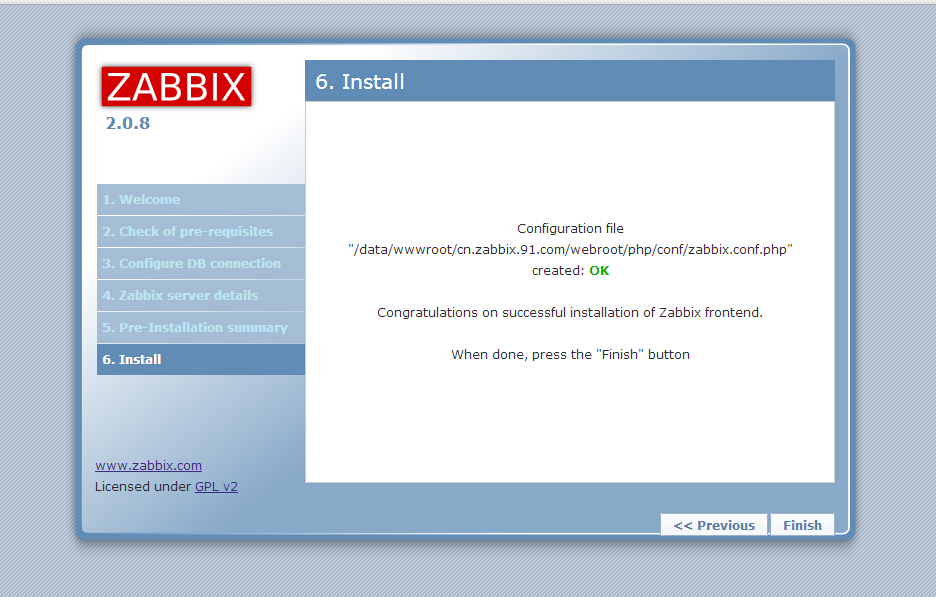 ZABBIX
2.0.8
1. Welcome
2. Check of pre-requisites
3. Configure DB connection
4. Zabbix server details
5. Pre-Installation summary
6. Install
www.zabbix.com
Licensed under GPL v2
6. Install
Configuration file
"/data/wwwroot/cn.zabbix.91.com/webroot/php/conf/zabbix.conf.php"
created: OK
Congratulations on successful installation of Zabbix frontend.
When done, press the "Finish" button
<< Previous
Finish